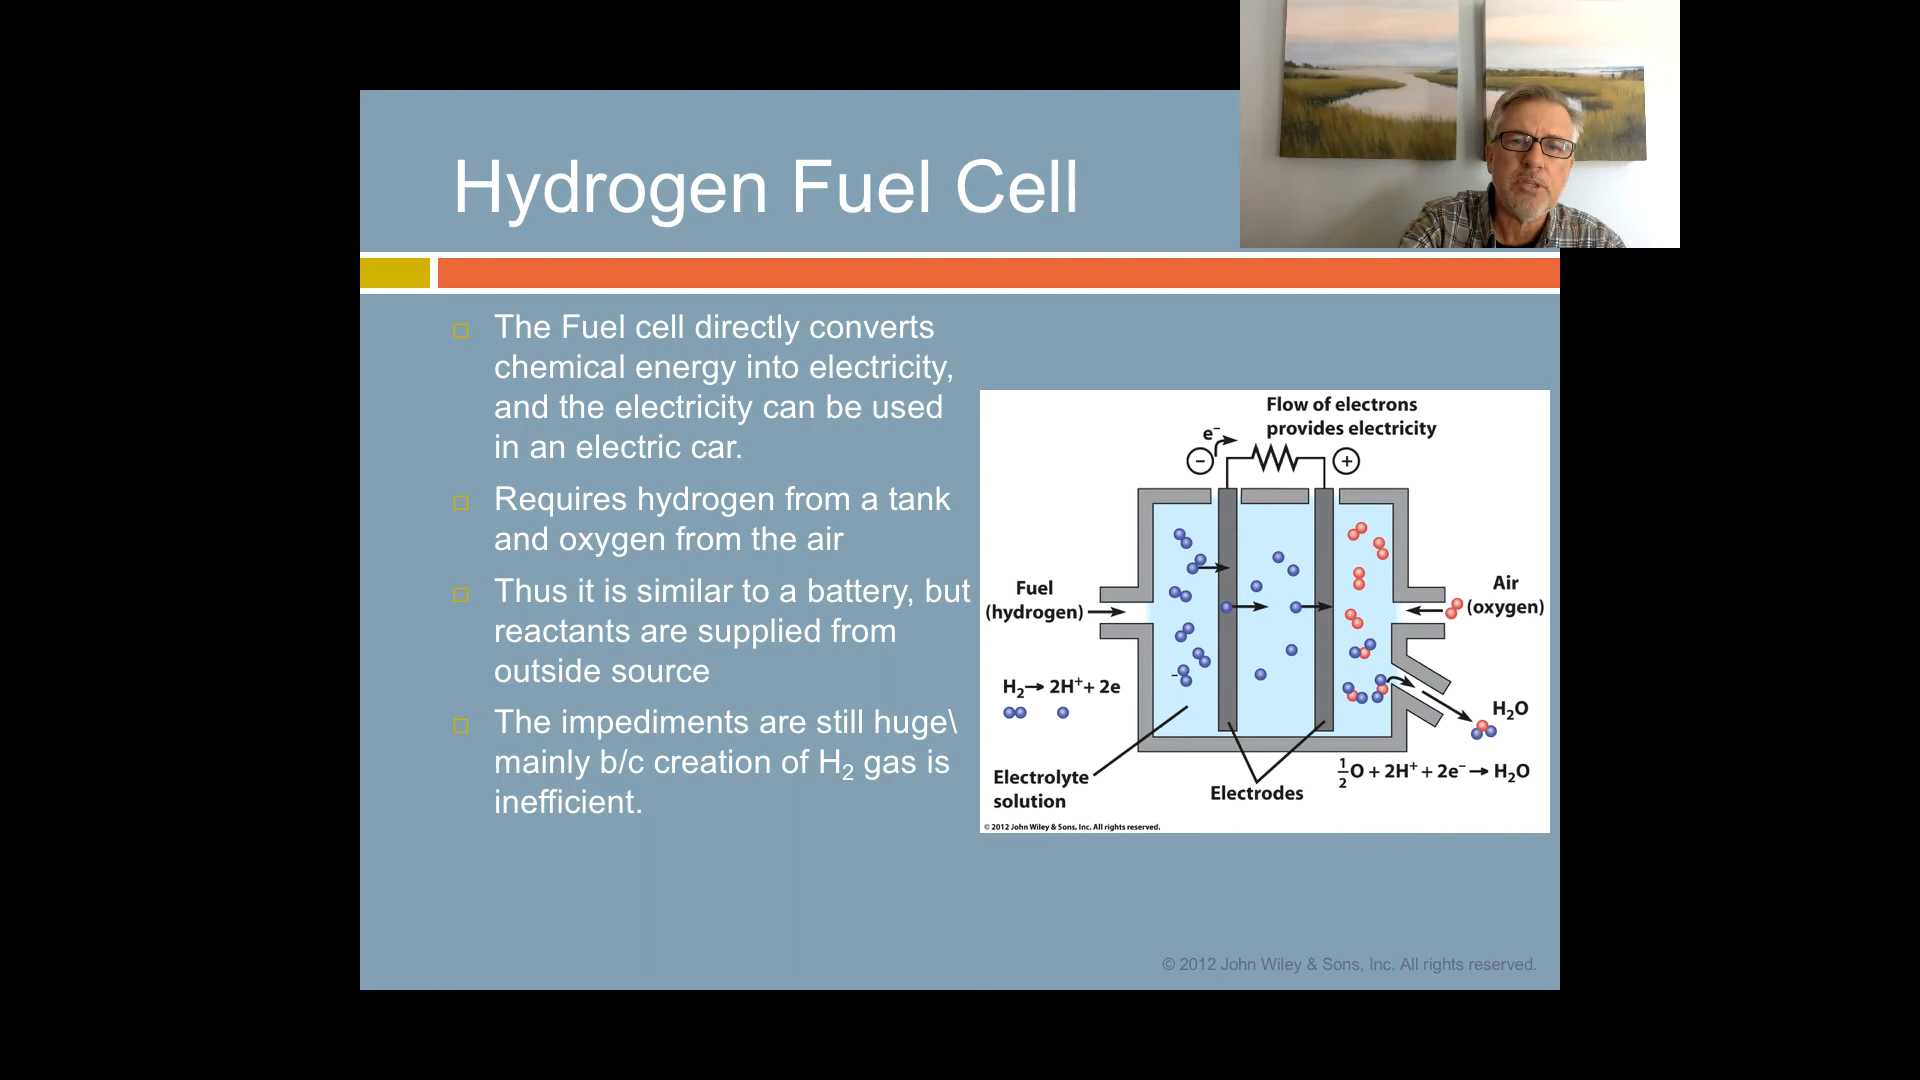 Hydrogen Fuel Cell
The Fuel cell directly converts
chemical energy into electricity,
and the electricity can be used
in an electric car.
Requires hydrogen from a tank
and oxygen from the air
Thus it is similar to a battery, but
reactants are supplied from
outside source
The impediments are still huge\
mainly b/c creation of H₂ gas is
inefficient.
Flow of electrons
provides electricity
e⁻
−
+
Fuel
(hydrogen)
Air
(oxygen)
H₂→ 2H⁺+ 2e
−
H₂O
Electrolyte
solution
Electrodes
½O + 2H⁺ + 2e⁻ → H₂O
© 2012 John Wiley & Sons, Inc. All rights reserved.
© 2012 John Wiley & Sons, Inc. All rights reserved.